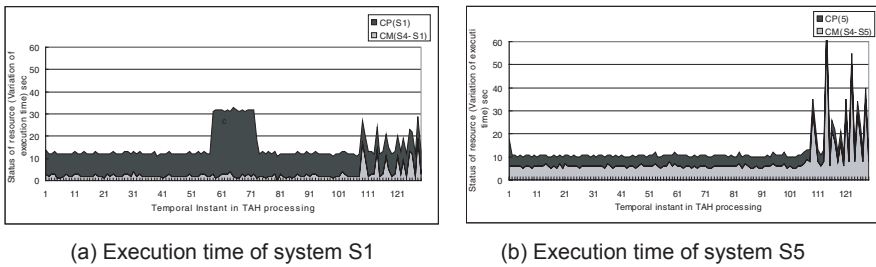 CP(S1)
CM(S4-S1)
Status of resource (Variation of
execution time) sec
60
50
40
30
20
10
0
c
1 11 21 31 41 51 61 71 81 91 101 111 121
Temporal Instant in TAH processing
(a) Execution time of system S1
CP(5)
CM(S4-S5)
Status of resource (Variation of executi
time) sec
60
50
40
30
20
10
0
1 11 21 31 41 51 61 71 81 91 101 111 121
Temporal instant in TAH processing
(b) Execution time of system S5